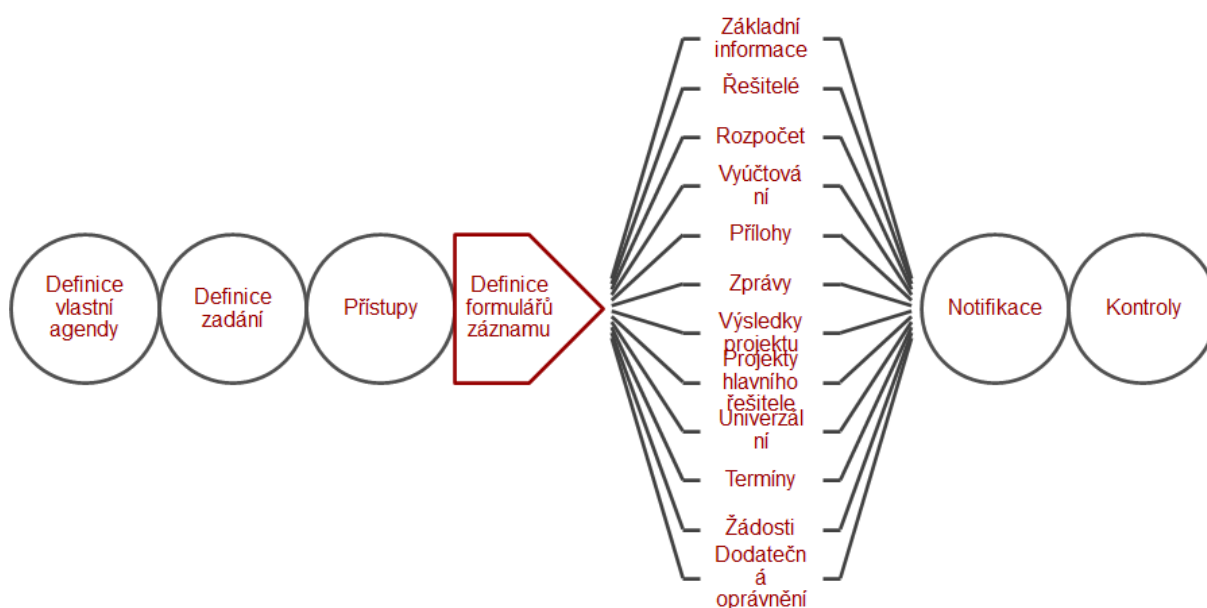 Definice
vlastní
agendy
Definice
zadání
Přístupy
Definice
formulářů
záznamu
Základní
informace
Řešitelé
Rozpočet
Vyúčtová
ní
Přílohy
Zprávy
Výsledky
projektu
Projekty
hlavního
řešitele
Univerzál
ní
Termíny
Žádosti
Dodatečn
á
oprávnění
Notifikace
Kontroly